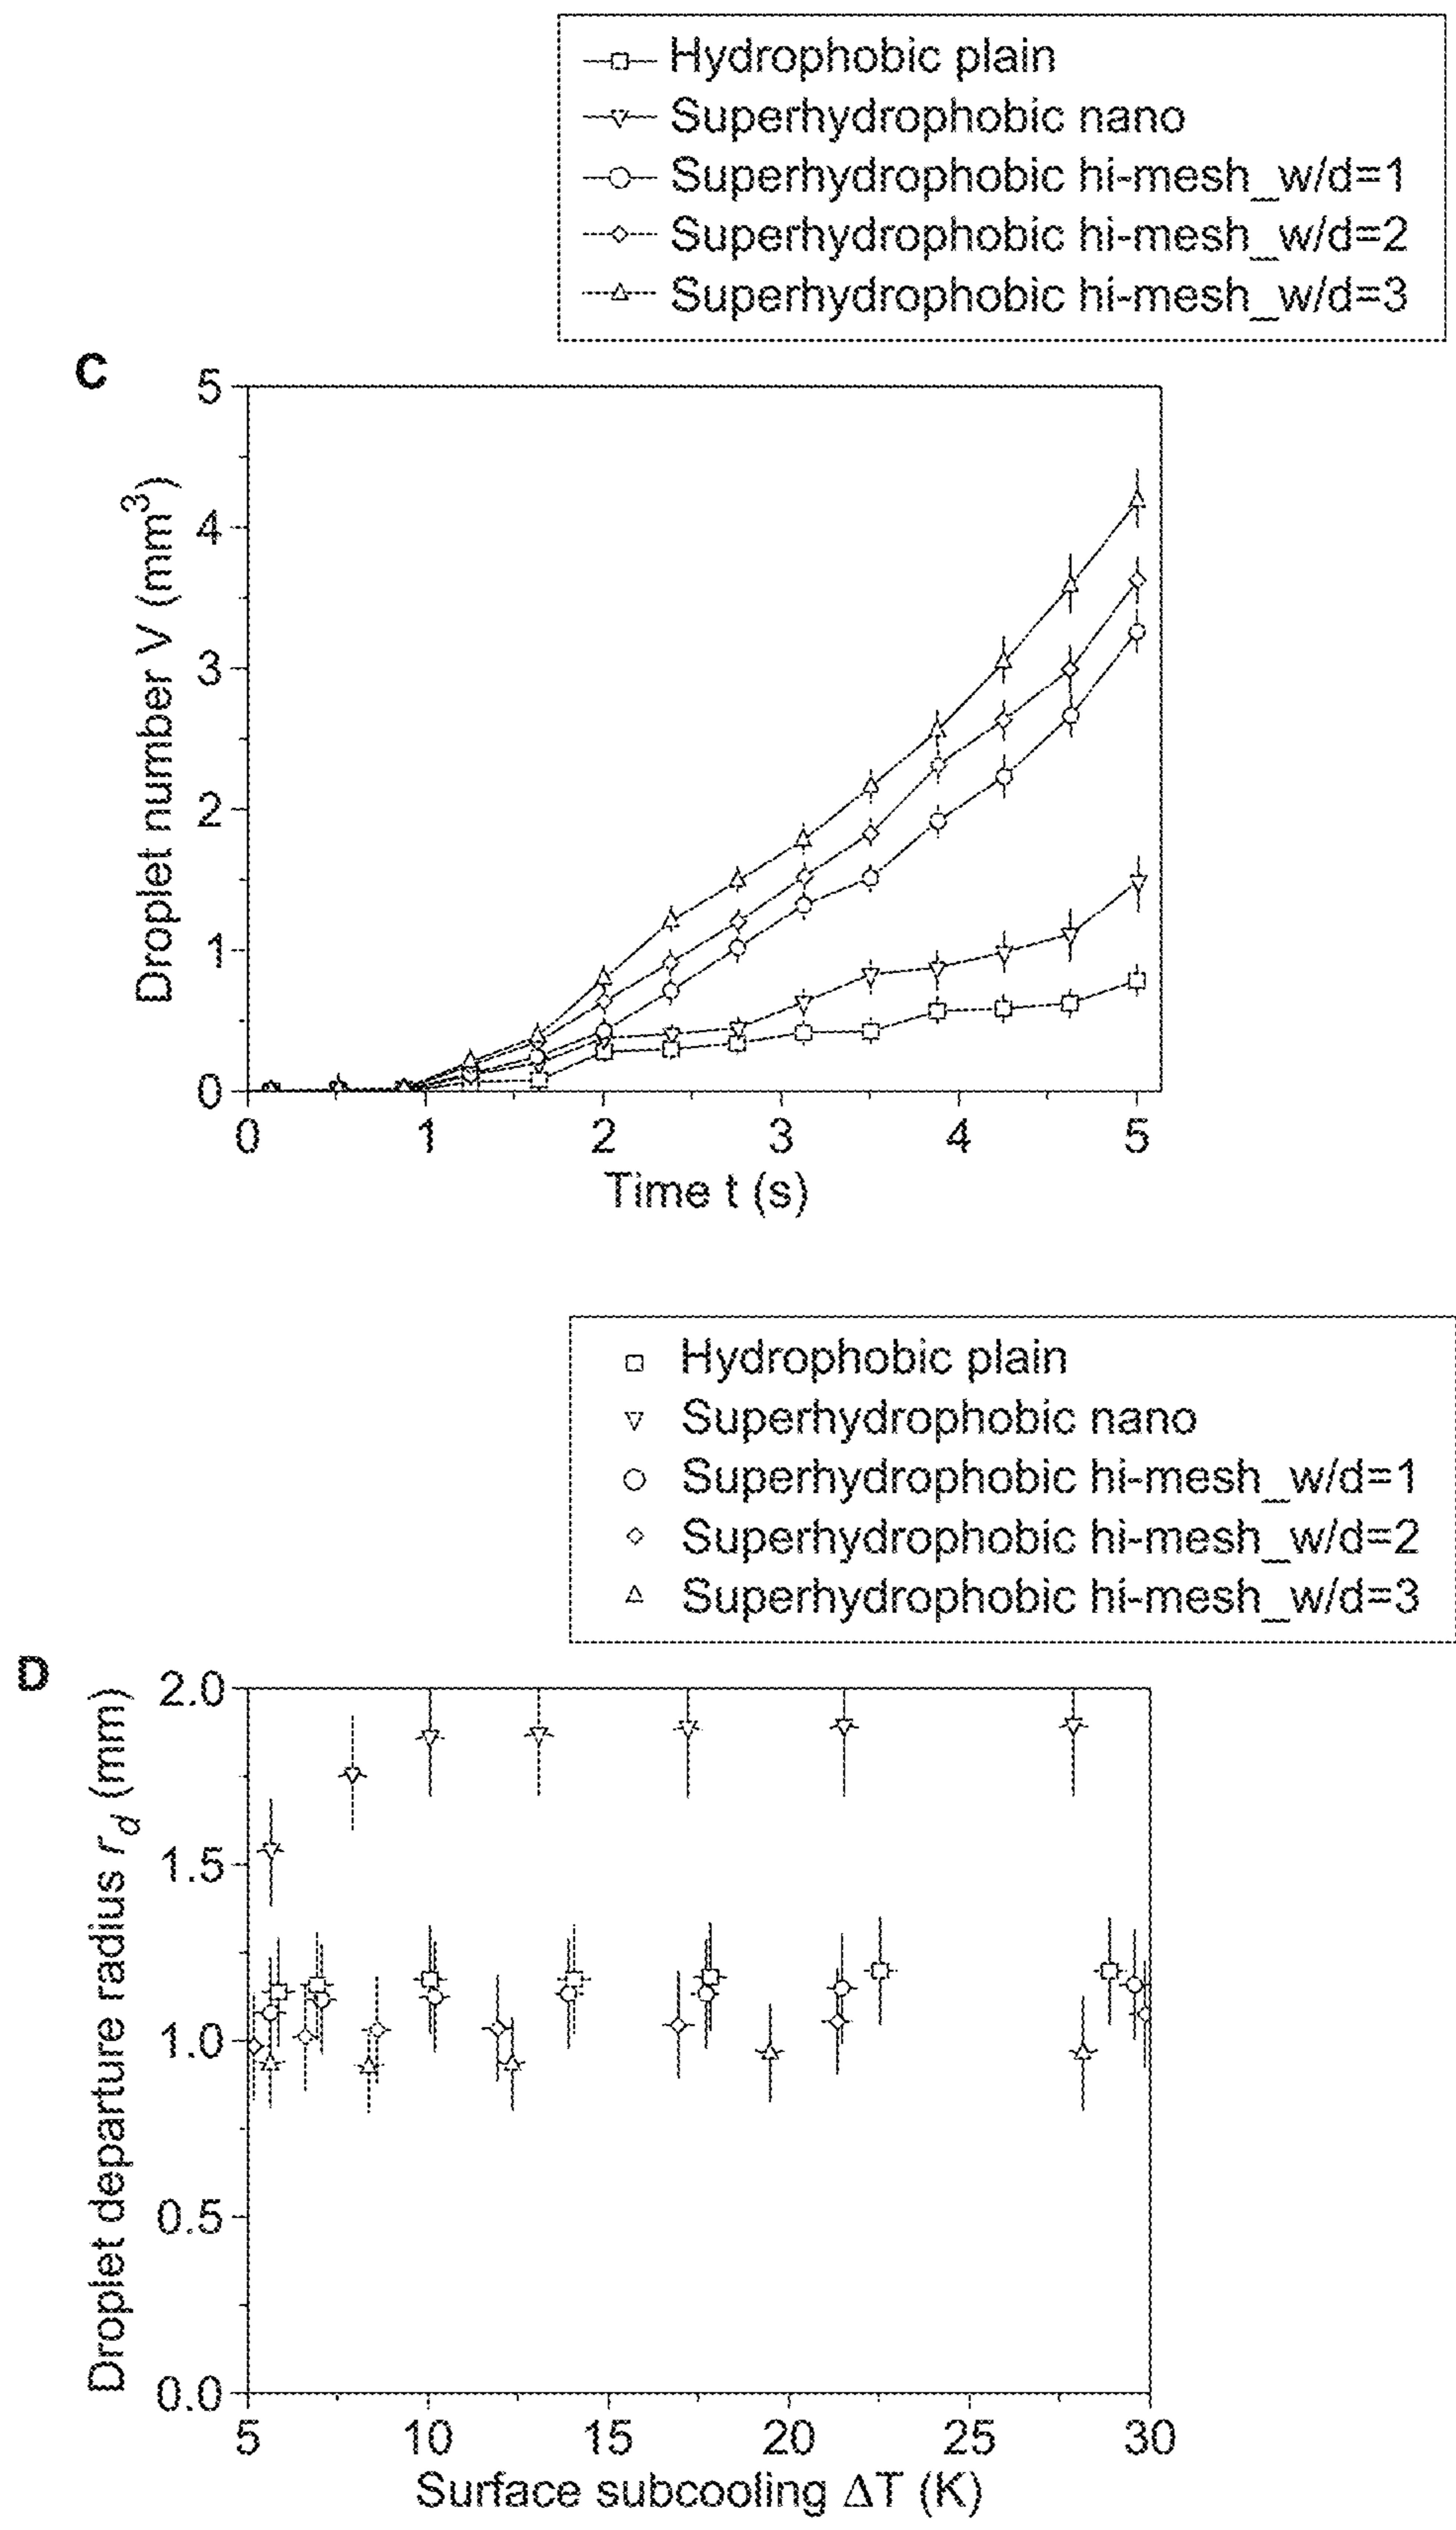 Hydrophobic plain
Superhydrophobic nano
Superhydrophobic hi-mesh_w/d=1
Superhydrophobic hi-mesh_w/d=2
Superhydrophobic hi-mesh_w/d=3
C
5
4
3
2
1
0
Droplet number V (mm³)
0 1 2 3 4 5
Time t (s)
Hydrophobic plain
Superhydrophobic nano
Superhydrophobic hi-mesh_w/d=1
Superhydrophobic hi-mesh_w/d=2
Superhydrophobic hi-mesh_w/d=3
D
2.0
1.5
1.0
0.5
0.0
Droplet departure radius r_d (mm)
5 10 15 20 25 30
Surface subcooling ΔT (K)